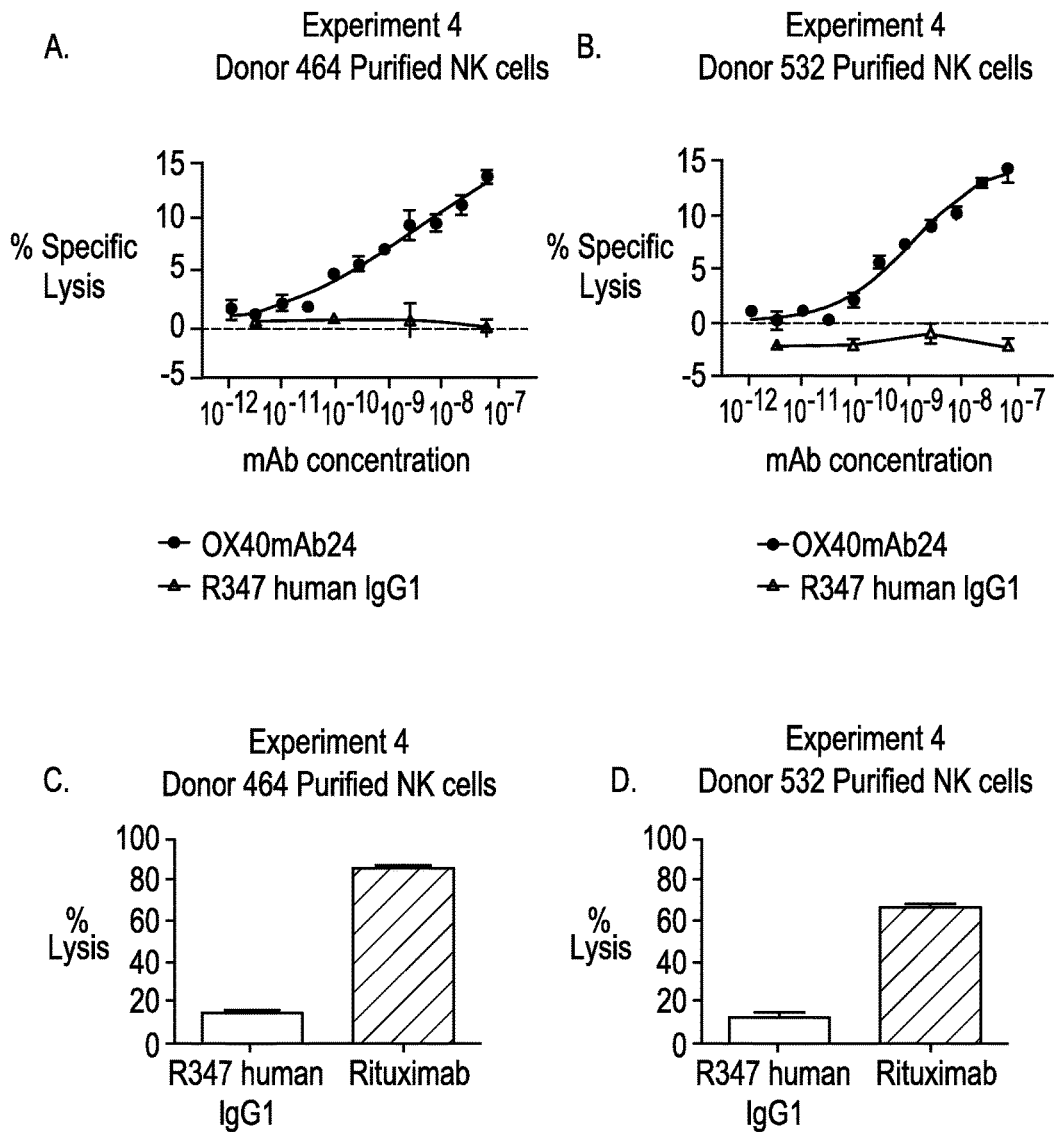 A.
Experiment 4
Donor 464 Purified NK cells
% Specific
Lysis
15
10
5
0
-5
10-12 10-11 10-10 10-9 10-8 10-7
mAb concentration
OX40mAb24
R347 human IgG1
B.
Experiment 4
Donor 532 Purified NK cells
% Specific
Lysis
15
10
5
0
-5
10-12 10-11 10-10 10-9 10-8 10-7
mAb concentration
OX40mAb24
R347 human IgG1
C.
Experiment 4
Donor 464 Purified NK cells
%
Lysis
100
80
60
40
20
0
R347 human
IgG1
Rituximab
D.
Experiment 4
Donor 532 Purified NK cells
%
Lysis
100
80
60
40
20
0
R347 human
IgG1
Rituximab